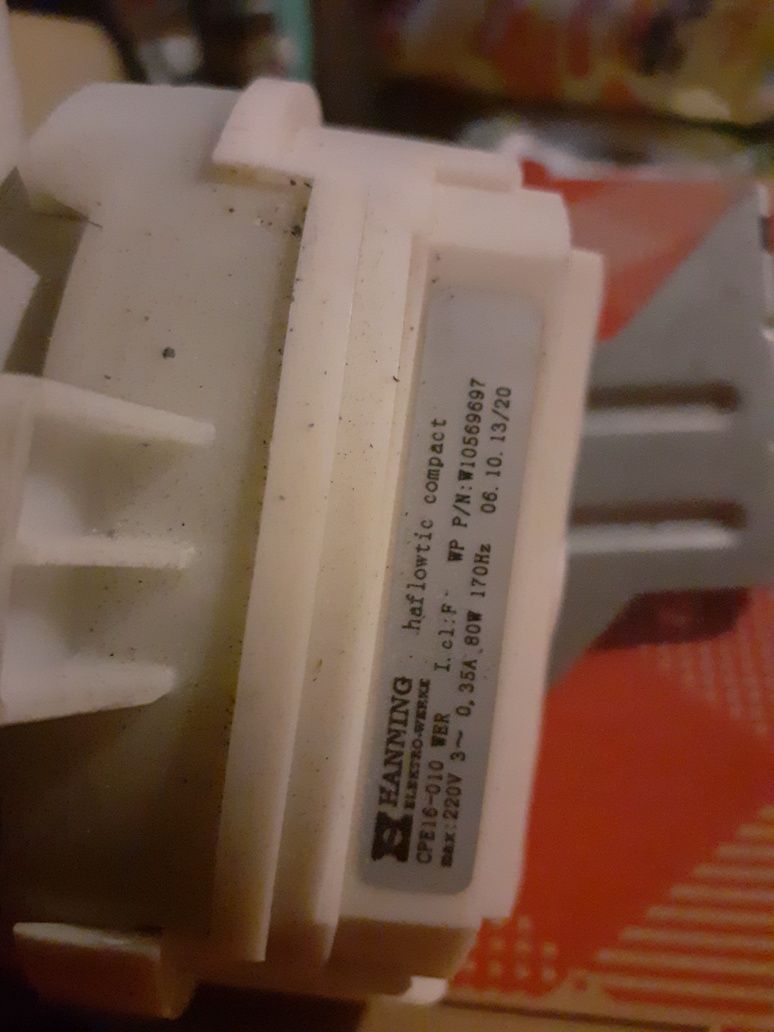 HANNING haflowtic compact
ELEKTRO-WERKE
CPE16-010 WER I.cl:F WP P/N:W10569697
max:220V 3~ 0,35A 80W 170Hz 06.10.13/20